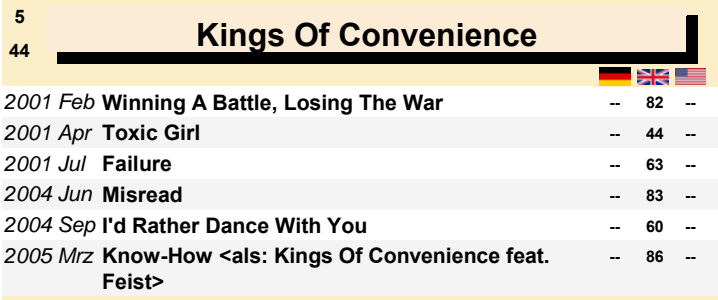 5
44
Kings Of Convenience
2001 Feb Winning A Battle, Losing The War -- 82 --
2001 Apr Toxic Girl -- 44 --
2001 Jul Failure -- 63 --
2004 Jun Misread -- 83 --
2004 Sep I'd Rather Dance With You -- 60 --
2005 Mrz Know-How <als: Kings Of Convenience feat. -- 86 --
Feist>